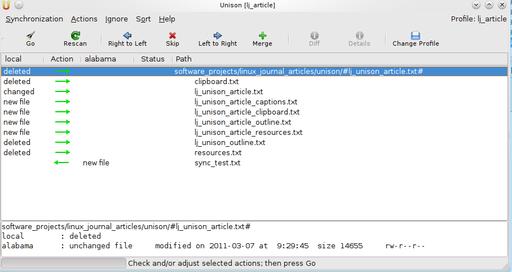 Unison [lj_article]
Synchronization Actions Ignore Sort Help Profile: lj_article
Go Rescan Right to Left Skip Left to Right Merge Diff Details Change Profile
local Action alabama Status Path
deleted software_projects/linux_journal_articles/unison/#lj_unison_article.txt#
deleted clipboard.txt
changed lj_unison_article.txt
new file lj_unison_article_captions.txt
new file lj_unison_article_clipboard.txt
new file lj_unison_article_outline.txt
new file lj_unison_article_resources.txt
deleted lj_unison_outline.txt
deleted resources.txt
new file sync_test.txt
software_projects/linux_journal_articles/unison/#lj_unison_article.txt#
local : deleted
alabama : unchanged file modified on 2011-03-07 at 9:29:45 size 14655 rw-r--r--
Check and/or adjust selected actions; then press Go